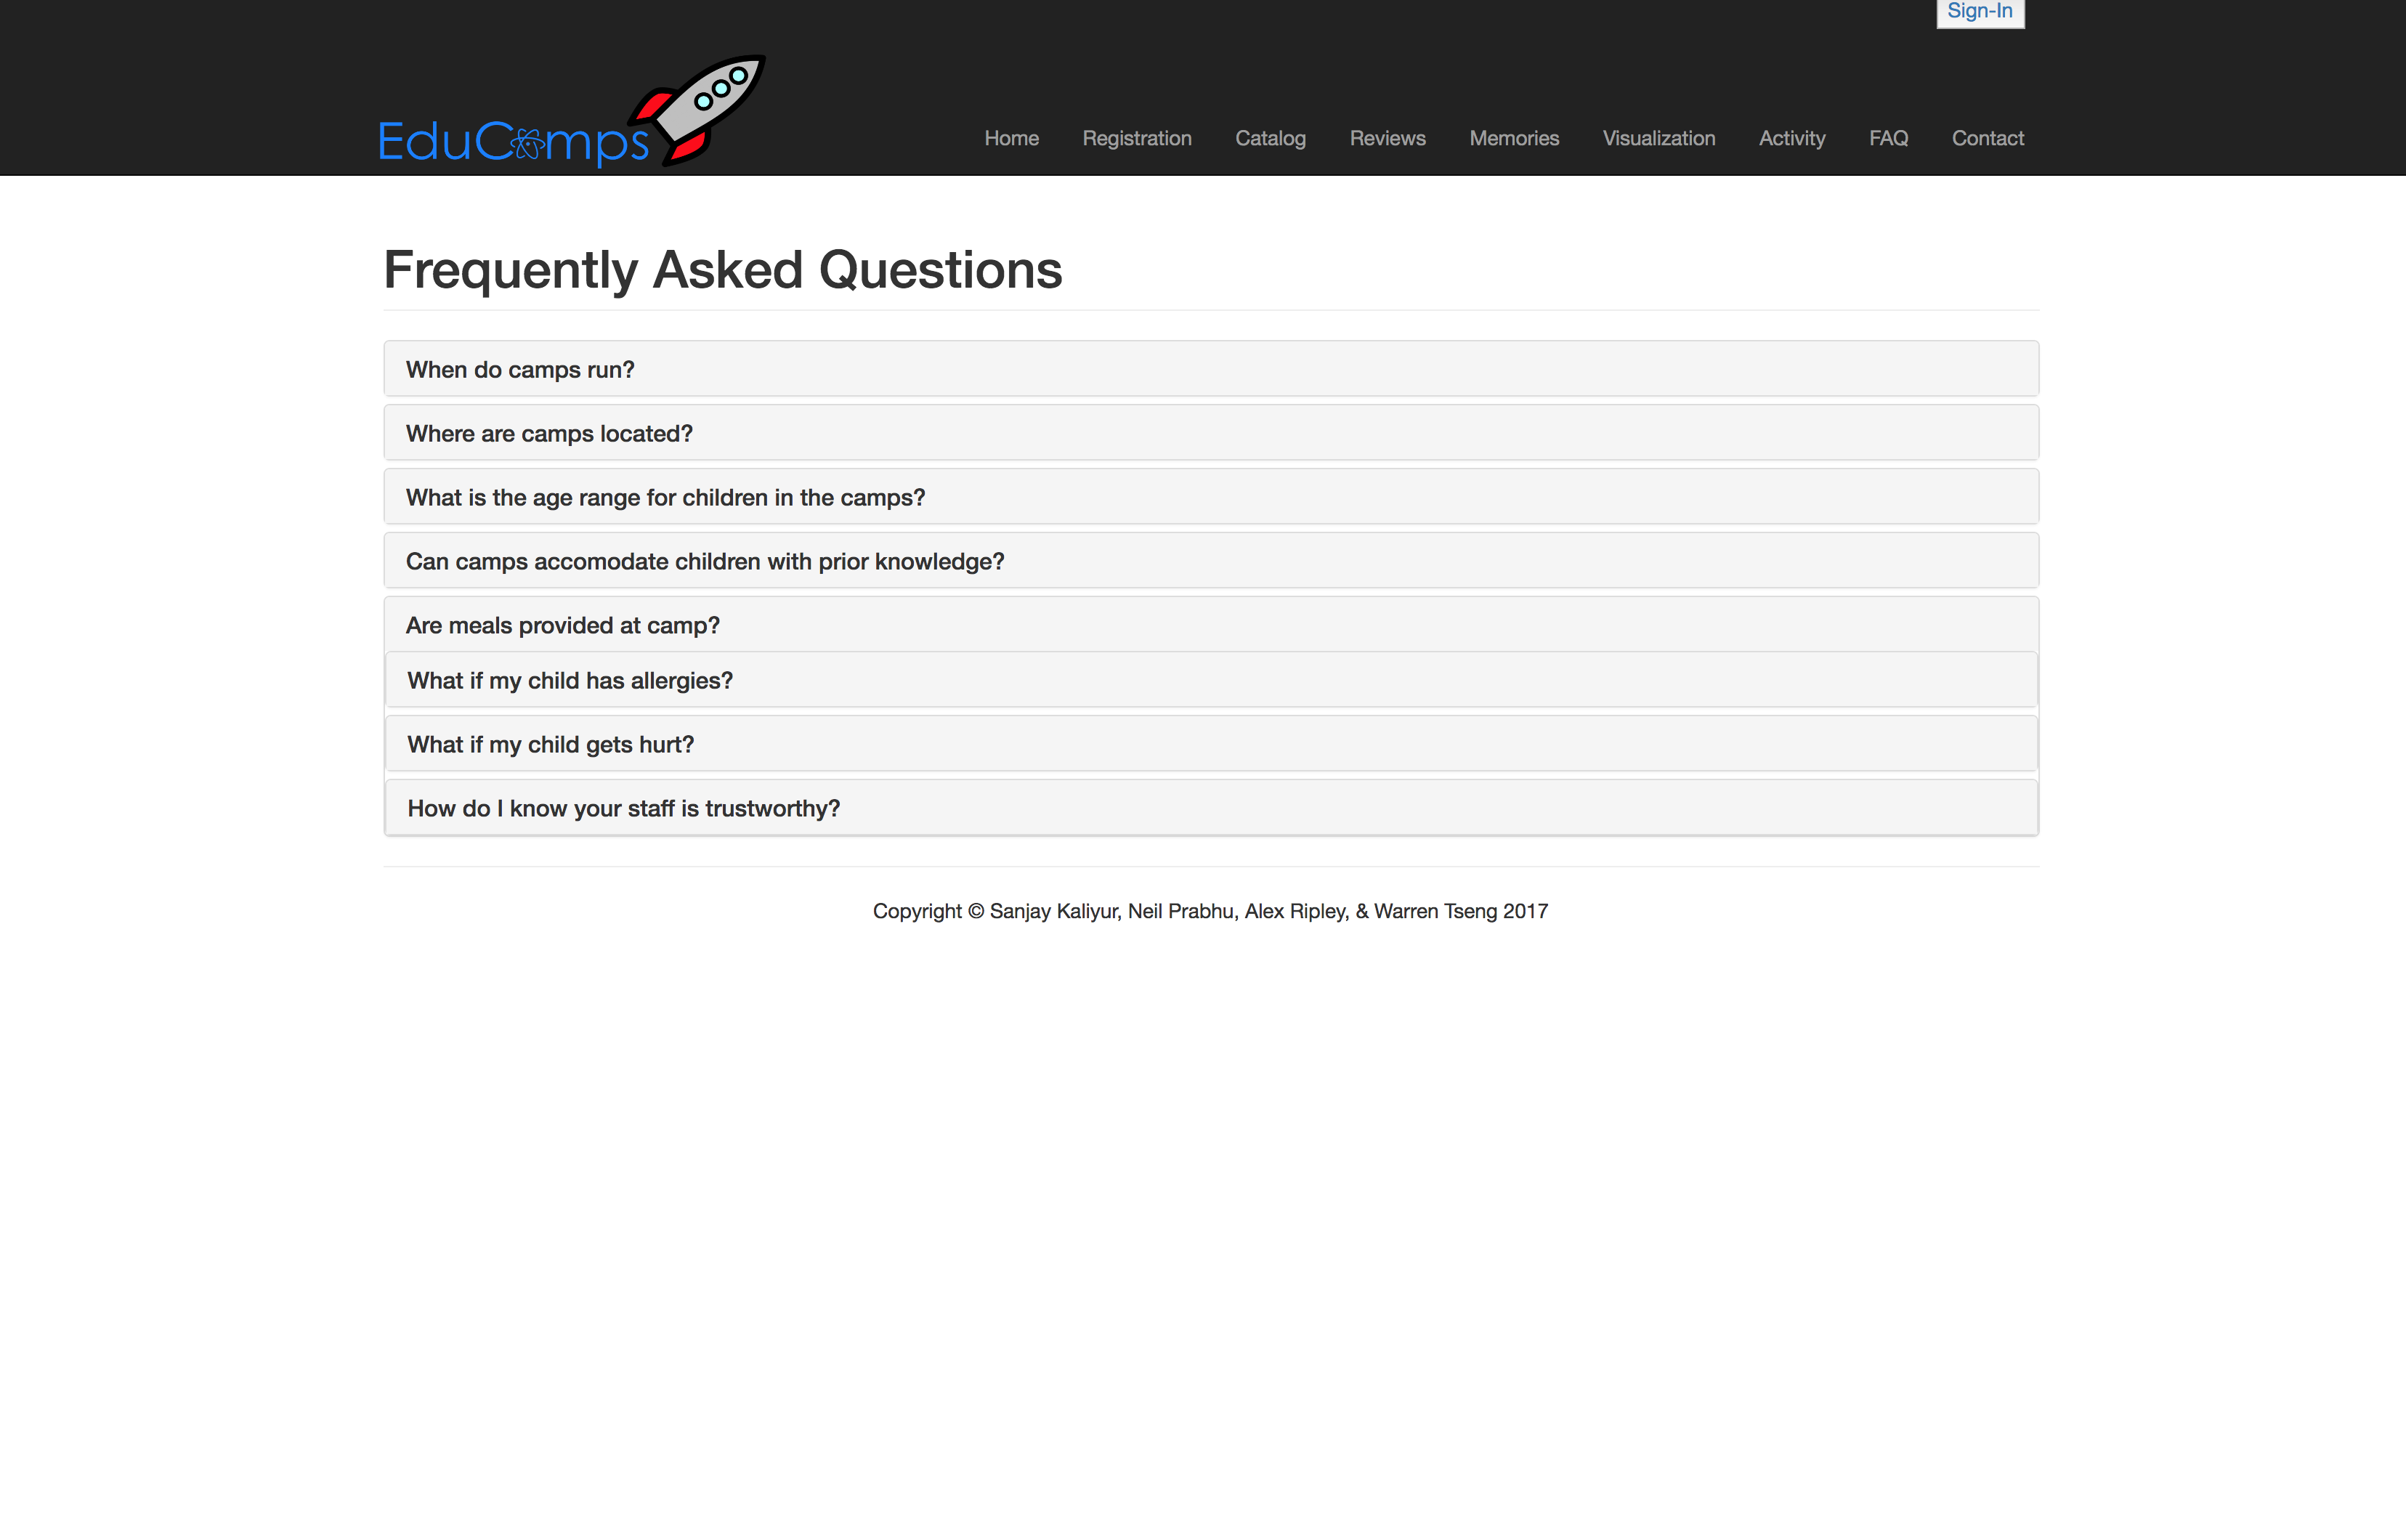 Sign-In
EduCamps
Home Registration Catalog Reviews Memories Visualization Activity FAQ Contact
Frequently Asked Questions
When do camps run?
Where are camps located?
What is the age range for children in the camps?
Can camps accomodate children with prior knowledge?
Are meals provided at camp?
What if my child has allergies?
What if my child gets hurt?
How do I know your staff is trustworthy?
Copyright © Sanjay Kaliyur, Neil Prabhu, Alex Ripley, & Warren Tseng 2017